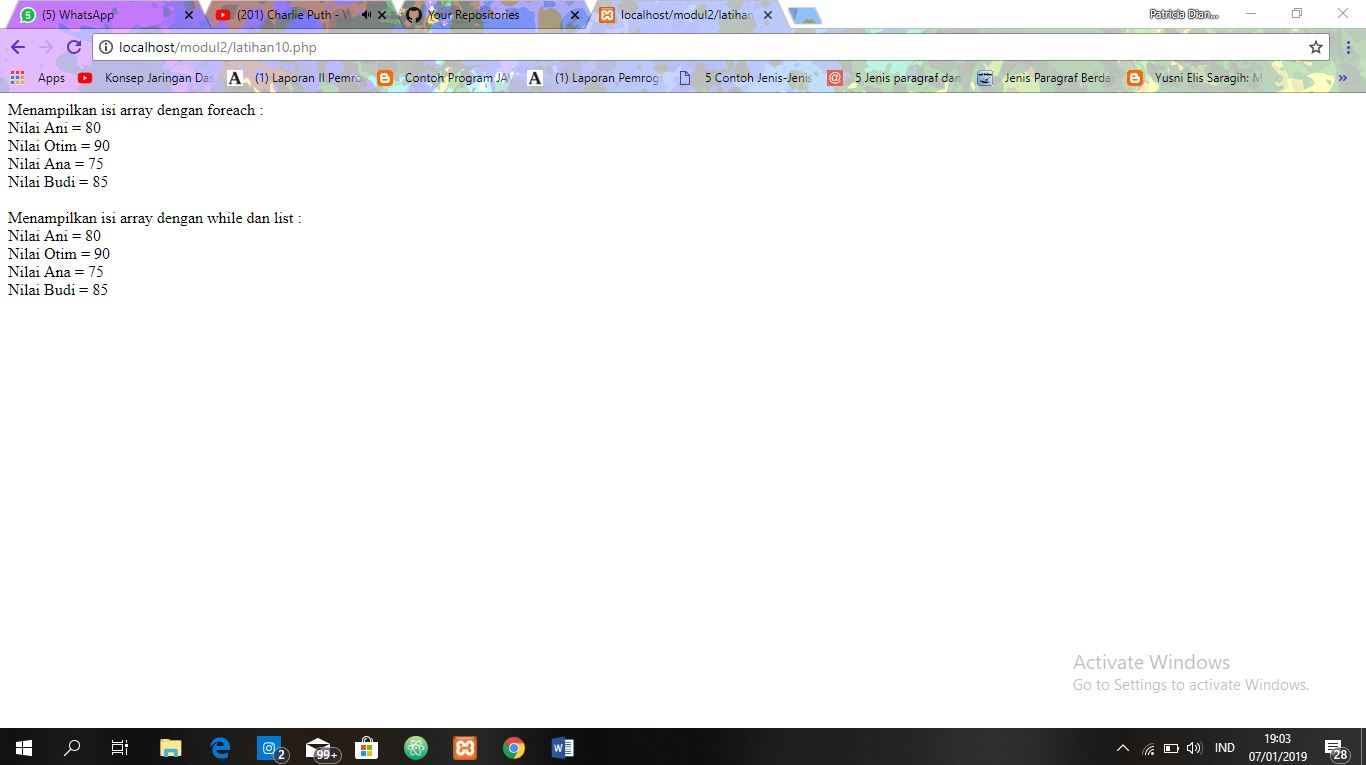 (5) WhatsApp
(201) Charlie Puth - W
Your Repositories
localhost/modul2/latihan
Patricia Dian...
localhost/modul2/latihan10.php
Apps
Konsep Jaringan Das
(1) Laporan II Pemro
Contoh Program JAV
(1) Laporan Pemrog
5 Contoh Jenis-Jenis
5 Jenis paragraf dan
Jenis Paragraf Berdas
Yusni Elis Saragih: M
Menampilkan isi array dengan foreach :
Nilai Ani = 80
Nilai Otim = 90
Nilai Ana = 75
Nilai Budi = 85
Menampilkan isi array dengan while dan list :
Nilai Ani = 80
Nilai Otim = 90
Nilai Ana = 75
Nilai Budi = 85
Activate Windows
Go to Settings to activate Windows.
2
99+
IND
19:03
07/01/2019
28